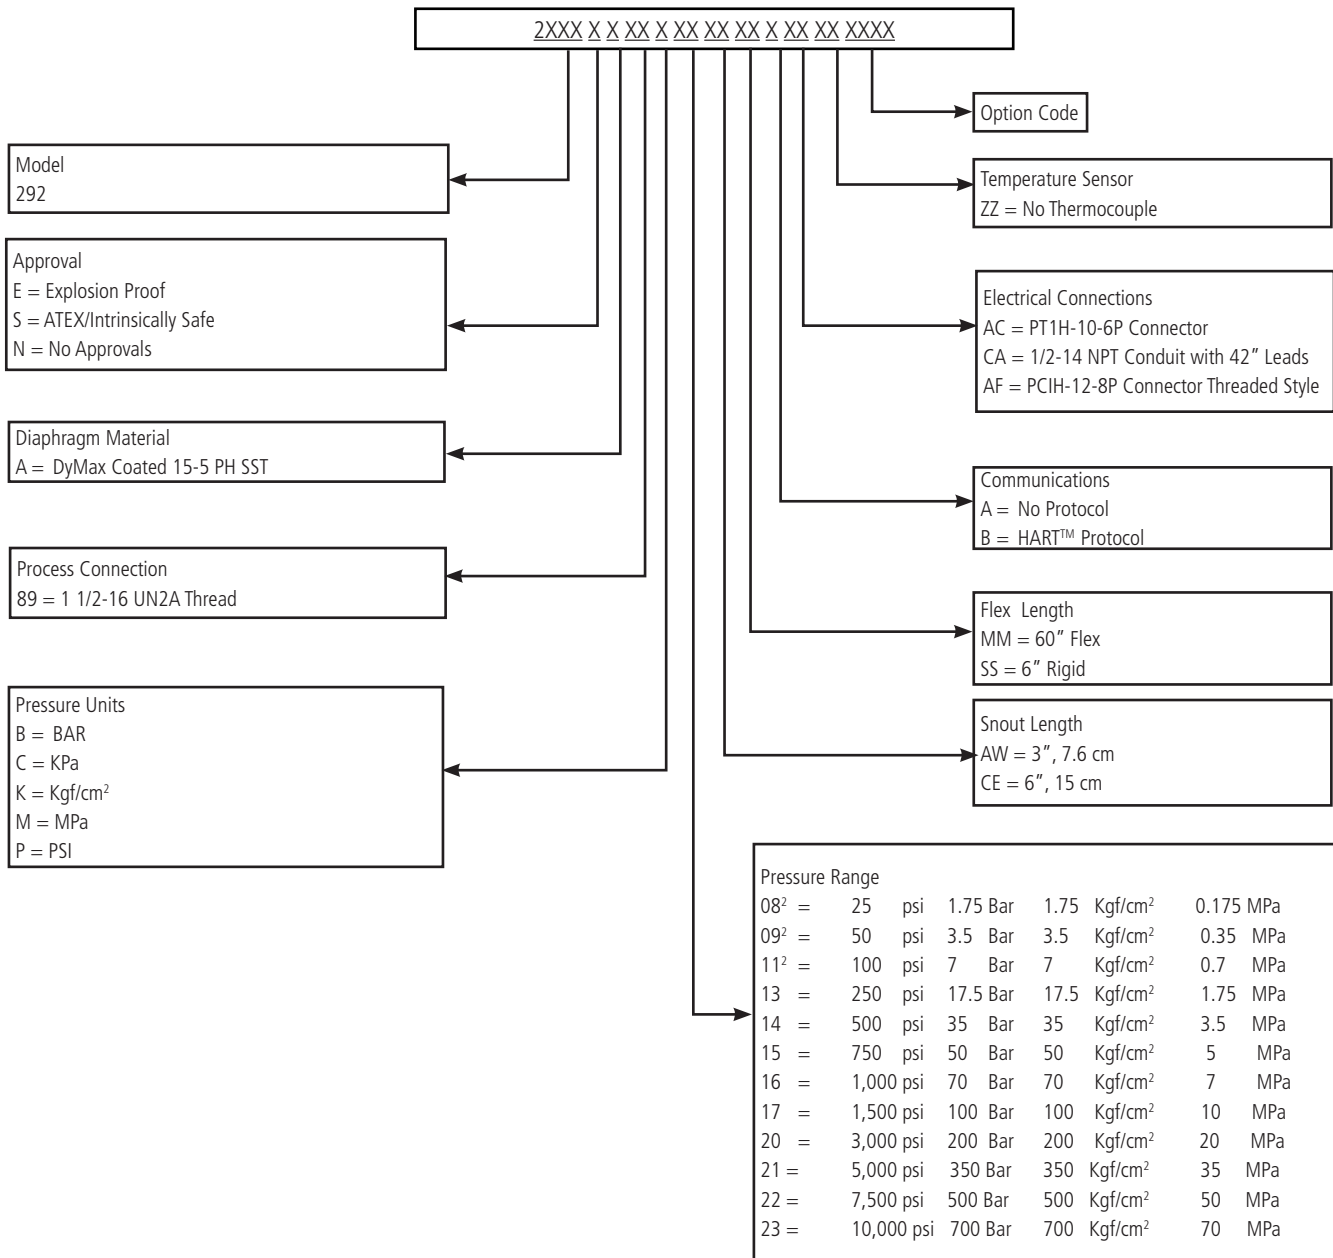 2XXX X X XX X XX XX XX X XX XX XXXX
Option Code
Model
292
Temperature Sensor
ZZ = No Thermocouple
Approval
E = Explosion Proof
S = ATEX/Intrinsically Safe
N = No Approvals
Electrical Connections
AC = PT1H-10-6P Connector
CA = 1/2-14 NPT Conduit with 42" Leads
AF = PCIH-12-8P Connector Threaded Style
Diaphragm Material
A = DyMax Coated 15-5 PH SST
Communications
A = No Protocol
B = HART™ Protocol
Process Connection
89 = 1 1/2-16 UN2A Thread
Flex Length
MM = 60" Flex
SS = 6" Rigid
Pressure Units
B = BAR
C = KPa
K = Kgf/cm²
M = MPa
P = PSI
Snout Length
AW = 3", 7.6 cm
CE = 6", 15 cm
Pressure Range
08² = 25 psi 1.75 Bar 1.75 Kgf/cm² 0.175 MPa
09² = 50 psi 3.5 Bar 3.5 Kgf/cm² 0.35 MPa
11² = 100 psi 7 Bar 7 Kgf/cm² 0.7 MPa
13 = 250 psi 17.5 Bar 17.5 Kgf/cm² 1.75 MPa
14 = 500 psi 35 Bar 35 Kgf/cm² 3.5 MPa
15 = 750 psi 50 Bar 50 Kgf/cm² 5 MPa
16 = 1,000 psi 70 Bar 70 Kgf/cm² 7 MPa
17 = 1,500 psi 100 Bar 100 Kgf/cm² 10 MPa
20 = 3,000 psi 200 Bar 200 Kgf/cm² 20 MPa
21 = 5,000 psi 350 Bar 350 Kgf/cm² 35 MPa
22 = 7,500 psi 500 Bar 500 Kgf/cm² 50 MPa
23 = 10,000 psi 700 Bar 700 Kgf/cm² 70 MPa